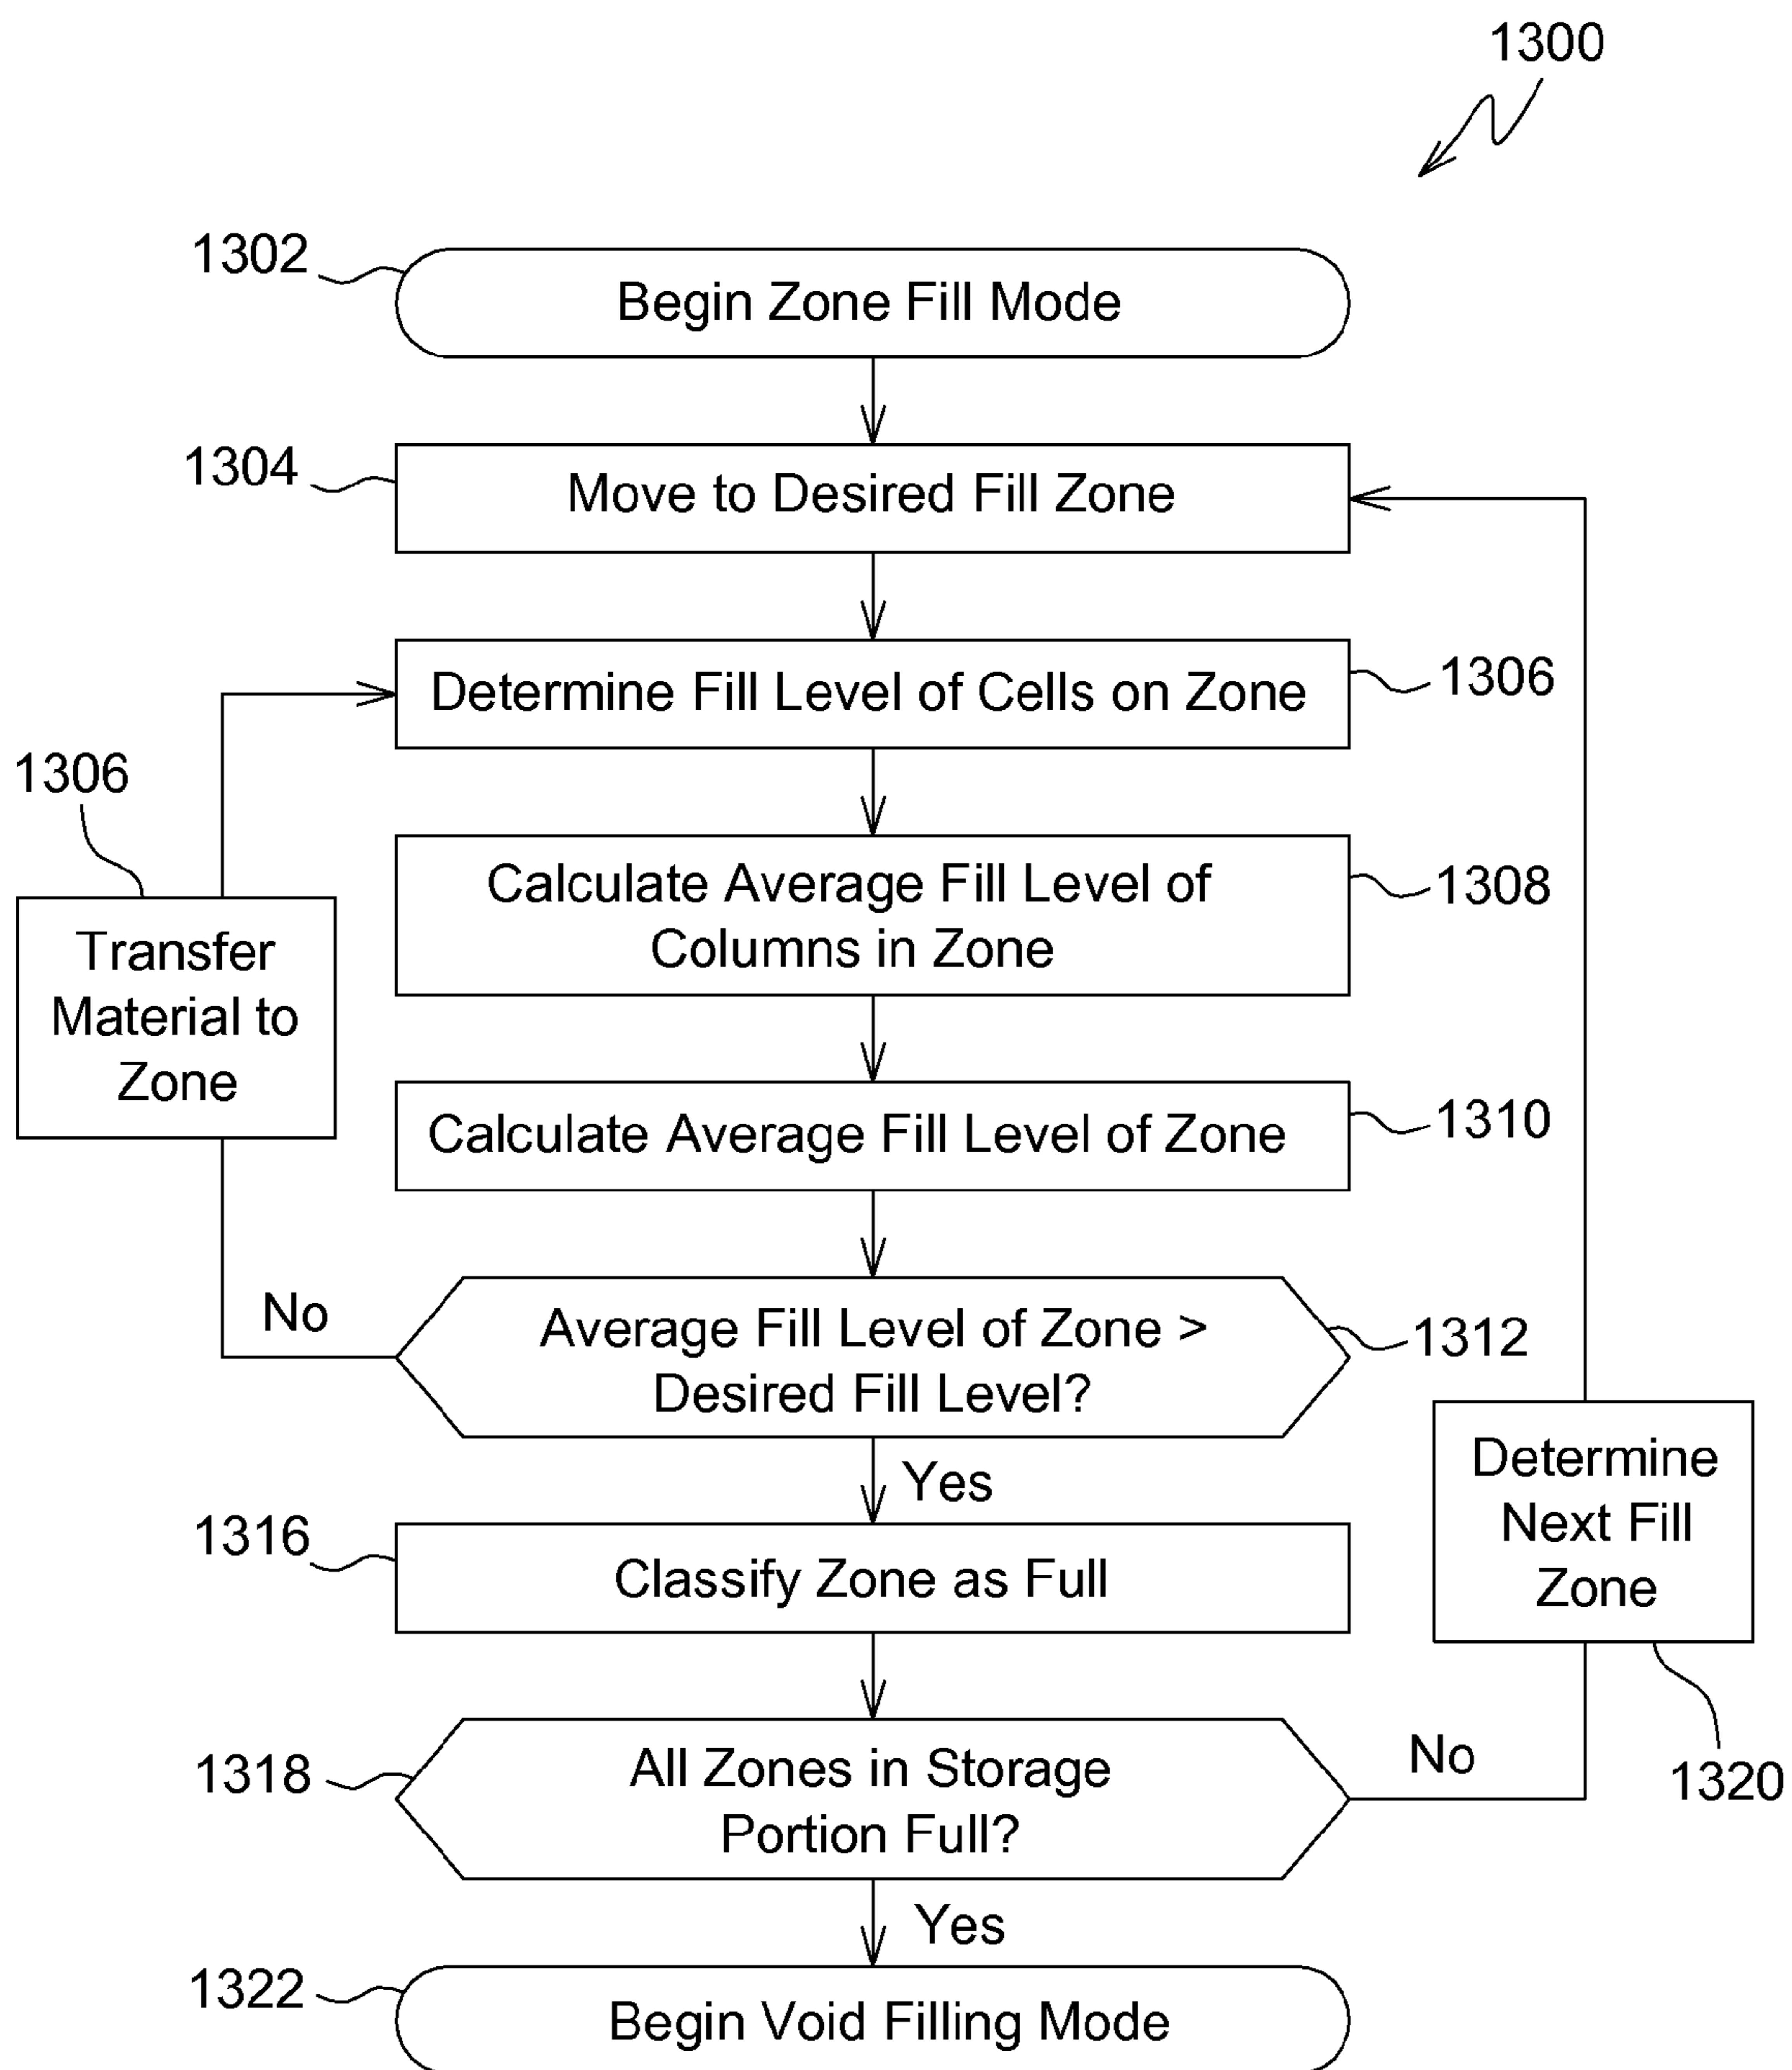 1300
1302
Begin Zone Fill Mode
1304
Move to Desired Fill Zone
Determine Fill Level of Cells on Zone
1306
1306
Transfer
Material to
Zone
Calculate Average Fill Level of
Columns in Zone
1308
Calculate Average Fill Level of Zone
1310
No
Average Fill Level of Zone >
Desired Fill Level?
1312
Yes
Determine
Next Fill
Zone
1316
Classify Zone as Full
1318
All Zones in Storage
Portion Full?
No
1320
Yes
1322
Begin Void Filling Mode